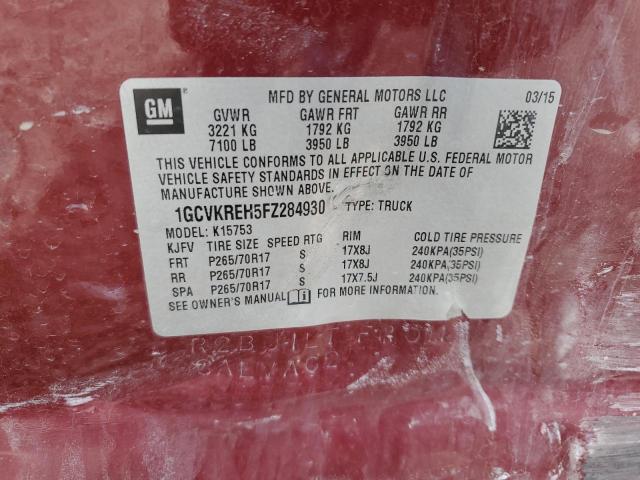 GM
MFD BY GENERAL MOTORS LLC 03/15
GVWR GAWR FRT GAWR RR
3221 KG 1792 KG 1792 KG
7100 LB 3950 LB 3950 LB
THIS VEHICLE CONFORMS TO ALL APPLICABLE U.S. FEDERAL MOTOR
VEHICLE SAFETY STANDARDS IN EFFECT ON THE DATE OF
MANUFACTURE SHOWN ABOVE.
1GCVKREH5FZ284930 TYPE: TRUCK
MODEL: K15753
KJFV TIRE SIZE SPEED RTG RIM COLD TIRE PRESSURE
FRT P265/70R17 S 17X8J 240KPA(35PSI)
RR P265/70R17 S 17X8J 240KPA(35PSI)
SPA P265/70R17 S 17X7.5J 240KPA(35PSI)
SEE OWNER'S MANUAL FOR MORE INFORMATION.
FROM